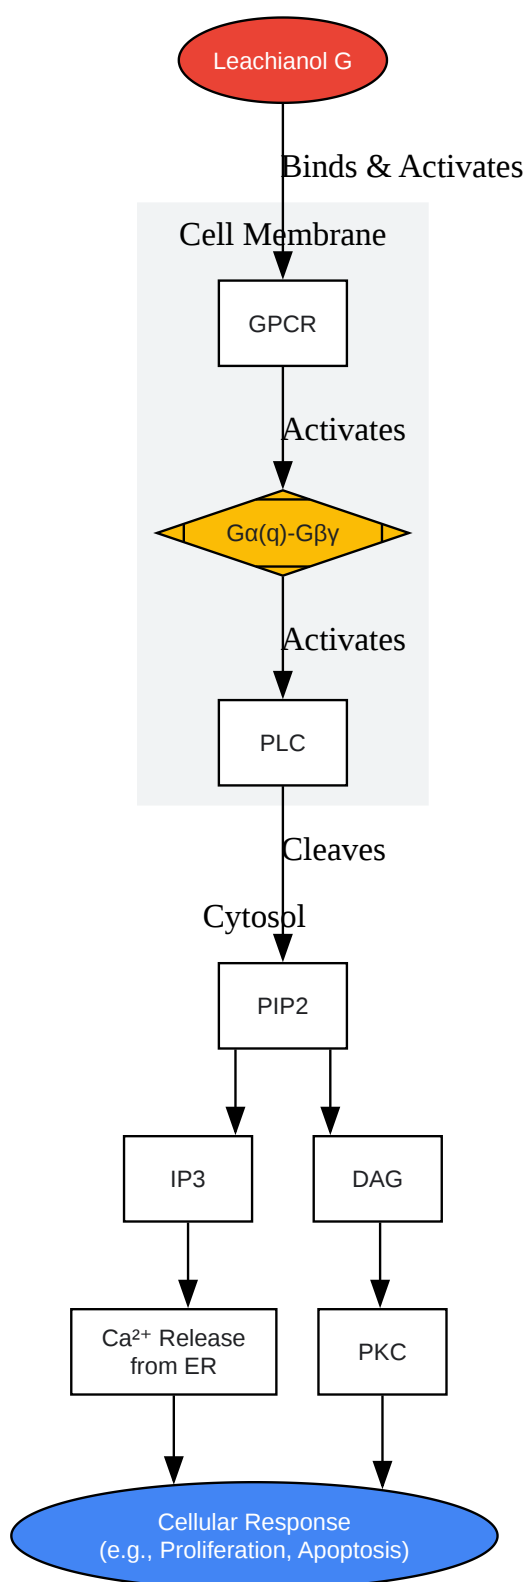 Leachianol G
Binds & Activates
Cell Membrane
GPCR
Activates
Gα(q)-Gβγ
Activates
PLC
Cleaves
Cytosol
PIP2
IP3
DAG
Ca²⁺ Release
from ER
PKC
Cellular Response
(e.g., Proliferation, Apoptosis)